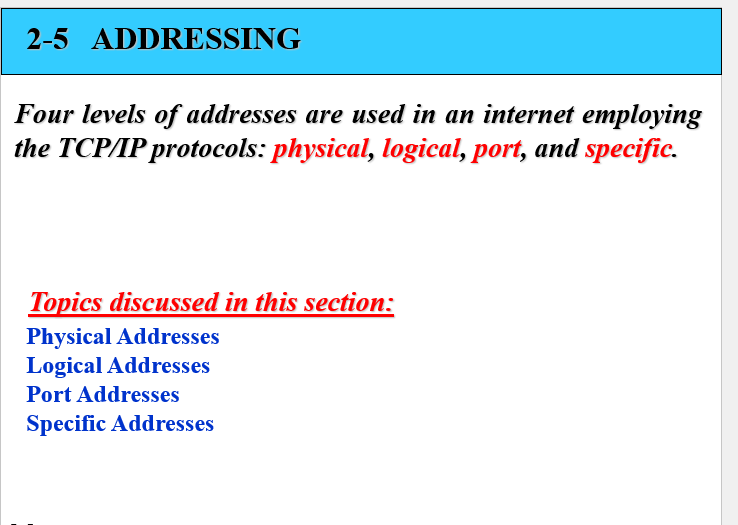 2-5 ADDRESSING
Four levels of addresses are used in an internet employing
the TCP/IP protocols: physical, logical, port, and specific.
Topics discussed in this section:
Physical Addresses
Logical Addresses
Port Addresses
Specific Addresses